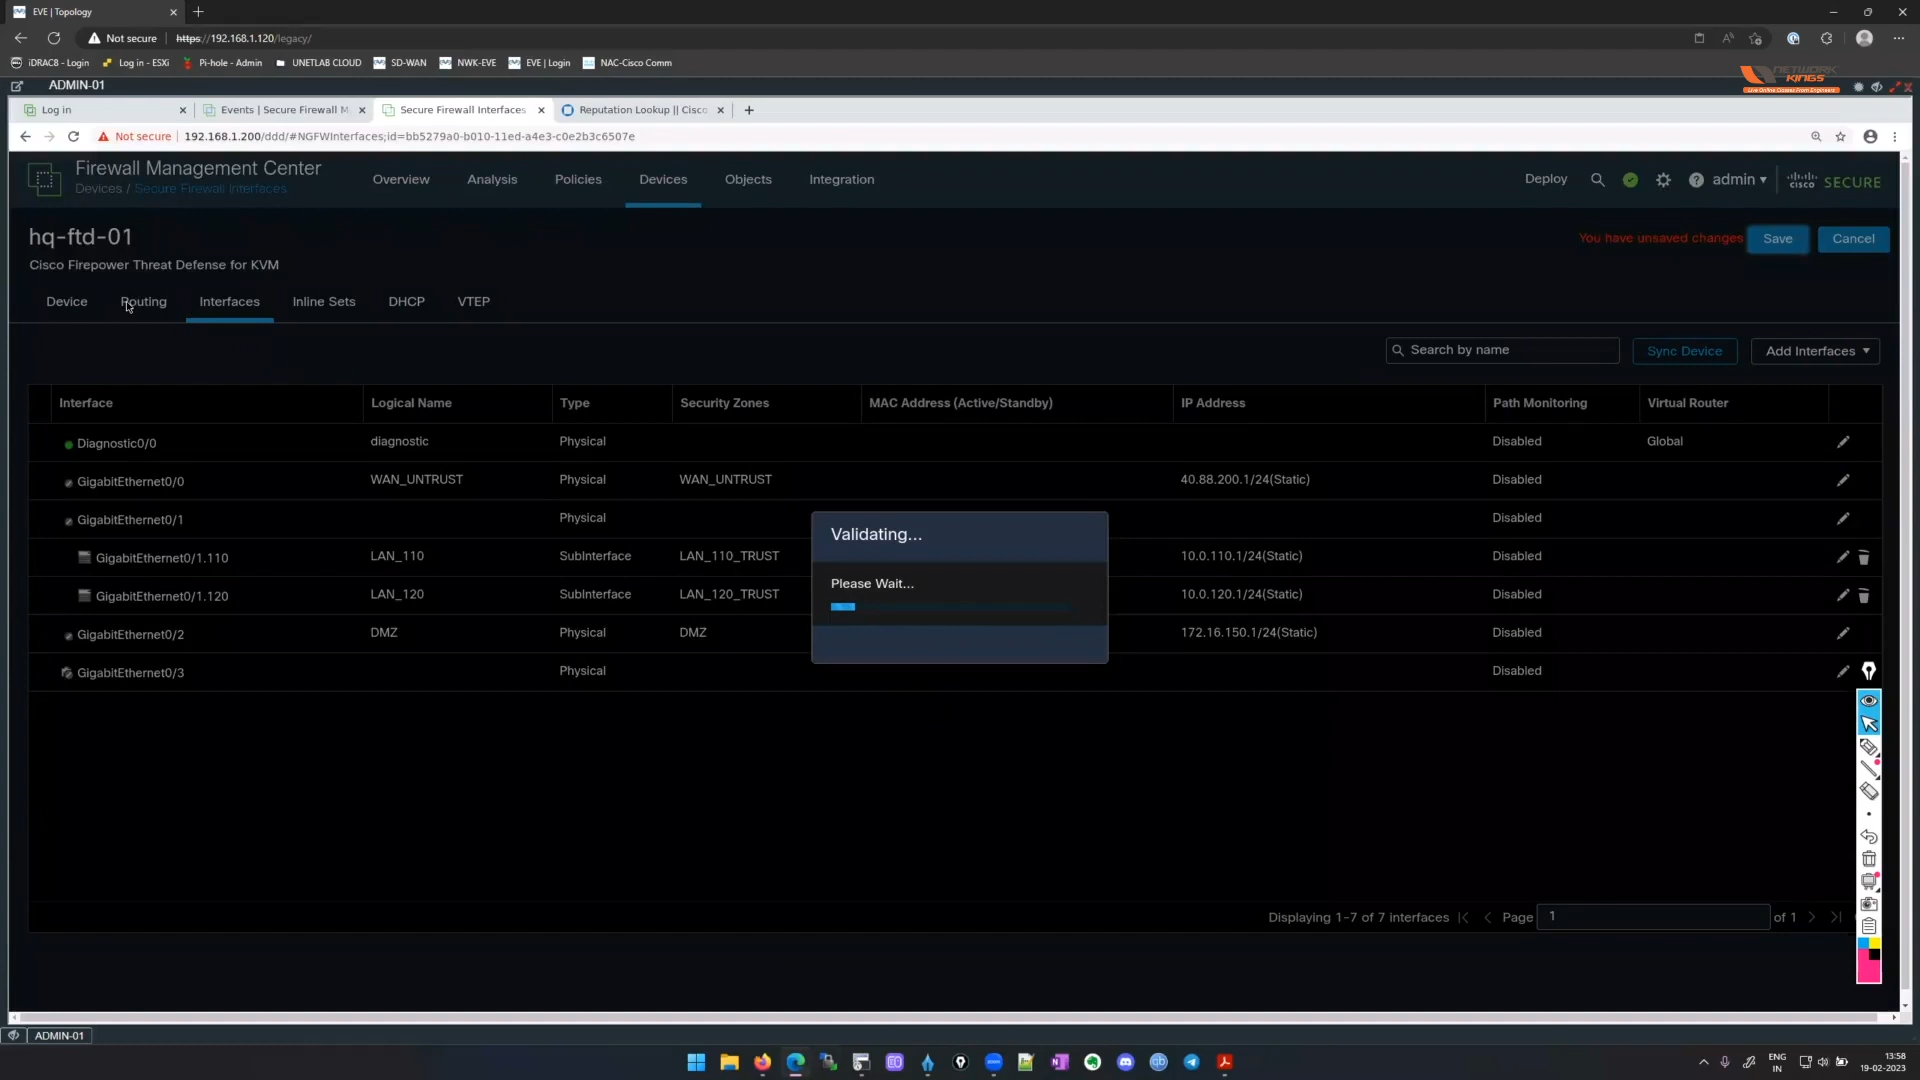 EVE | Topology
Not secure https://192.168.1.120/legacy/
iDRAC8 - Login Log in - ESXi Pi-hole - Admin UNETLAB CLOUD SD-WAN NWK-EVE EVE | Login NAC-Cisco Comm
ADMIN-01
NETWORK KINGS
Live Online Classes From Engineers
Log in Events | Secure Firewall M Secure Firewall Interfaces Reputation Lookup || Cisco
Not secure 192.168.1.200/ddd/#NGFWInterfaces;id=bb5279a0-b010-11ed-a4e3-c0e2b3c6507e
Firewall Management Center
Devices / Secure Firewall Interfaces
Overview Analysis Policies Devices Objects Integration
Deploy admin cisco SECURE
hq-ftd-01
You have unsaved changes Save Cancel
Cisco Firepower Threat Defense for KVM
Device Routing Interfaces Inline Sets DHCP VTEP
Search by name Sync Device Add Interfaces
Interface Logical Name Type Security Zones MAC Address (Active/Standby) IP Address Path Monitoring Virtual Router
Diagnostic0/0 diagnostic Physical Disabled Global
GigabitEthernet0/0 WAN_UNTRUST Physical WAN_UNTRUST 40.88.200.1/24(Static) Disabled
GigabitEthernet0/1 Physical Disabled
GigabitEthernet0/1.110 LAN_110 SubInterface LAN_110_TRUST 10.0.110.1/24(Static) Disabled
GigabitEthernet0/1.120 LAN_120 SubInterface LAN_120_TRUST 10.0.120.1/24(Static) Disabled
GigabitEthernet0/2 DMZ Physical DMZ 172.16.150.1/24(Static) Disabled
GigabitEthernet0/3 Physical Disabled
Validating...
Please Wait...
Displaying 1-7 of 7 interfaces Page 1 of 1
ADMIN-01
ENG
IN
13:58
19-02-2023